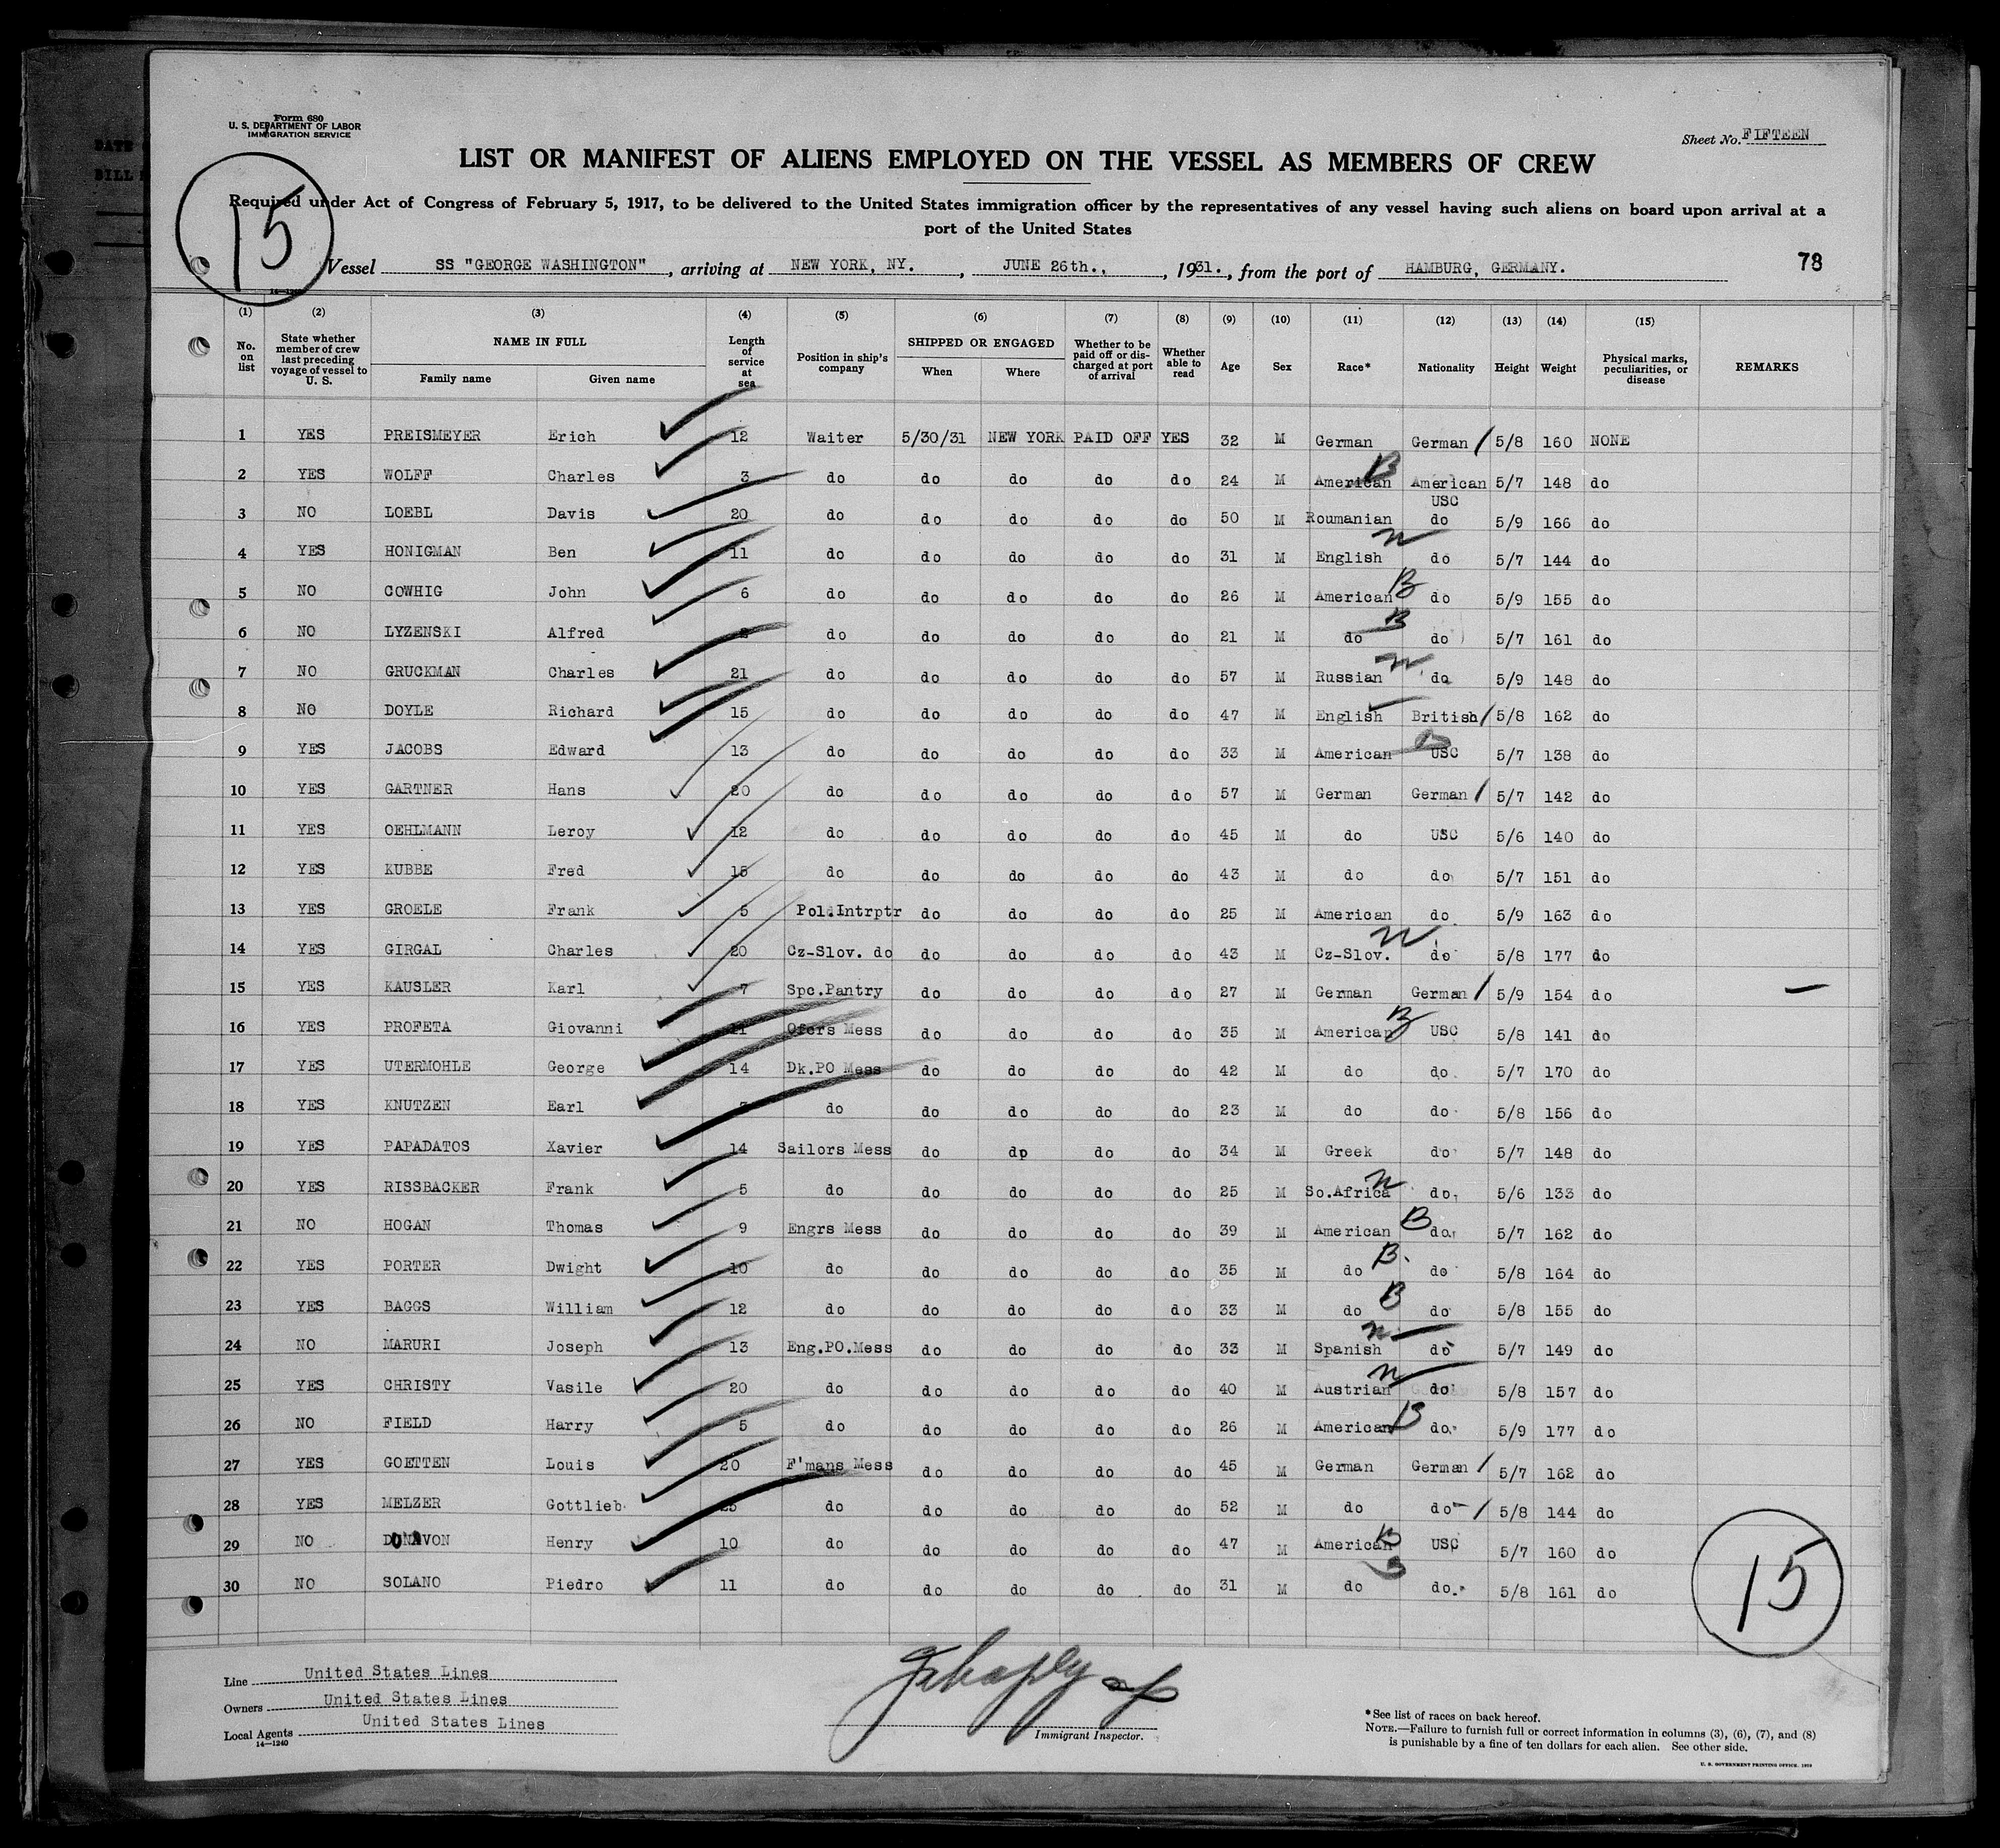 Form 680
U. S. DEPARTMENT OF LABOR
IMMIGRATION SERVICE
Sheet No. FIFTEEN
LIST OR MANIFEST OF ALIENS EMPLOYED ON THE VESSEL AS MEMBERS OF CREW
15
Required under Act of Congress of February 5, 1917, to be delivered to the United States immigration officer by the representatives of any vessel having such aliens on board upon arrival at a
port of the United States
Vessel SS "GEORGE WASHINGTON", arriving at NEW YORK, NY., JUNE 26th., 1931., from the port of HAMBURG, GERMANY. 78
14-1240
(1) (2) (3) (4) (5) (6) (7) (8) (9) (10) (11) (12) (13) (14) (15)
No. on list State whether member of crew last preceding voyage of vessel to U. S. NAME IN FULL Family name Given name Length of service at sea Position in ship's company SHIPPED OR ENGAGED When Where Whether to be paid off or discharged at port of arrival Whether able to read Age Sex Race* Nationality Height Weight Physical marks, peculiarities, or disease REMARKS
1 YES PREISMEYER Erich 12 Waiter 5/30/31 NEW YORK PAID OFF YES 32 M German German / 5/8 160 NONE
2 YES WOLFF Charles 3 do do do do do 24 M American B American USC 5/7 148 do
3 NO LOEBL Davis 20 do do do do do 50 M Roumanian do 5/9 166 do
4 YES HONIGMAN Ben 11 do do do do do 31 M English n do 5/7 144 do
5 NO COWHIG John 6 do do do do do 26 M American B do 5/9 155 do
6 NO LYZENSKI Alfred do do do do do 21 M do B do 5/7 161 do
7 NO GRUCKMAN Charles 21 do do do do do 57 M Russian n do 5/9 148 do
8 NO DOYLE Richard 15 do do do do do 47 M English British / 5/8 162 do
9 YES JACOBS Edward 13 do do do do do 33 M American B USC 5/7 138 do
10 YES GARTNER Hans 20 do do do do do 57 M German German / 5/7 142 do
11 YES OEHLMANN Leroy 12 do do do do do 45 M do USC 5/6 140 do
12 YES KUBBE Fred 15 do do do do do 43 M do do 5/7 151 do
13 YES GROELE Frank 5 Pol.Intrptr do do do do 25 M American do 5/9 163 do
14 YES GIRGAL Charles 20 Cz-Slov. do do do do do 43 M Cz-Slov. n do 5/8 177 do
15 YES KAUSLER Karl 7 Spc.Pantry do do do do 27 M German German / 5/9 154 do —
16 YES PROFETA Giovanni 11 Ofcrs Mess do do do do 35 M American B USC 5/8 141 do
17 YES UTERMOHLE George 14 Dk.PO Mess do do do do 42 M do do 5/7 170 do
18 YES KNUTZEN Earl do do do do do 23 M do do 5/8 156 do
19 YES PAPADATOS Xavier 14 Sailors Mess do dp do do 34 M Greek do 5/7 148 do
20 YES RISSBACKER Frank 5 do do do do do 25 M So.Africa n do 5/6 133 do
21 NO HOGAN Thomas 9 Engrs Mess do do do do 39 M American B do 5/7 162 do
22 YES PORTER Dwight 10 do do do do do 35 M do B. do 5/8 164 do
23 YES BAGGS William 12 do do do do do 33 M do B do 5/8 155 do
24 NO MARURI Joseph 13 Eng.PO.Mess do do do do 33 M Spanish n do 5/7 149 do
25 YES CHRISTY Vasile 20 do do do do do 40 M Austrian n do 5/8 157 do
26 NO FIELD Harry 5 do do do do do 26 M American B do 5/9 177 do
27 YES GOETTEN Louis 20 F'mans Mess do do do do 45 M German German / 5/7 162 do
28 YES MELZER Gottlieb 25 do do do do do 52 M do do / 5/8 144 do
29 NO DONAVON Henry 10 do do do do do 47 M American B USC 5/7 160 do
30 NO SOLANO Piedro 11 do do do do do 31 M do B do 5/8 161 do
15
Line United States Lines
Owners United States Lines
Local Agents United States Lines
14-1240
Immigrant Inspector.
*See list of races on back hereof.
NOTE.—Failure to furnish full or correct information in columns (3), (6), (7), and (8)
is punishable by a fine of ten dollars for each alien. See other side.
U. S. GOVERNMENT PRINTING OFFICE